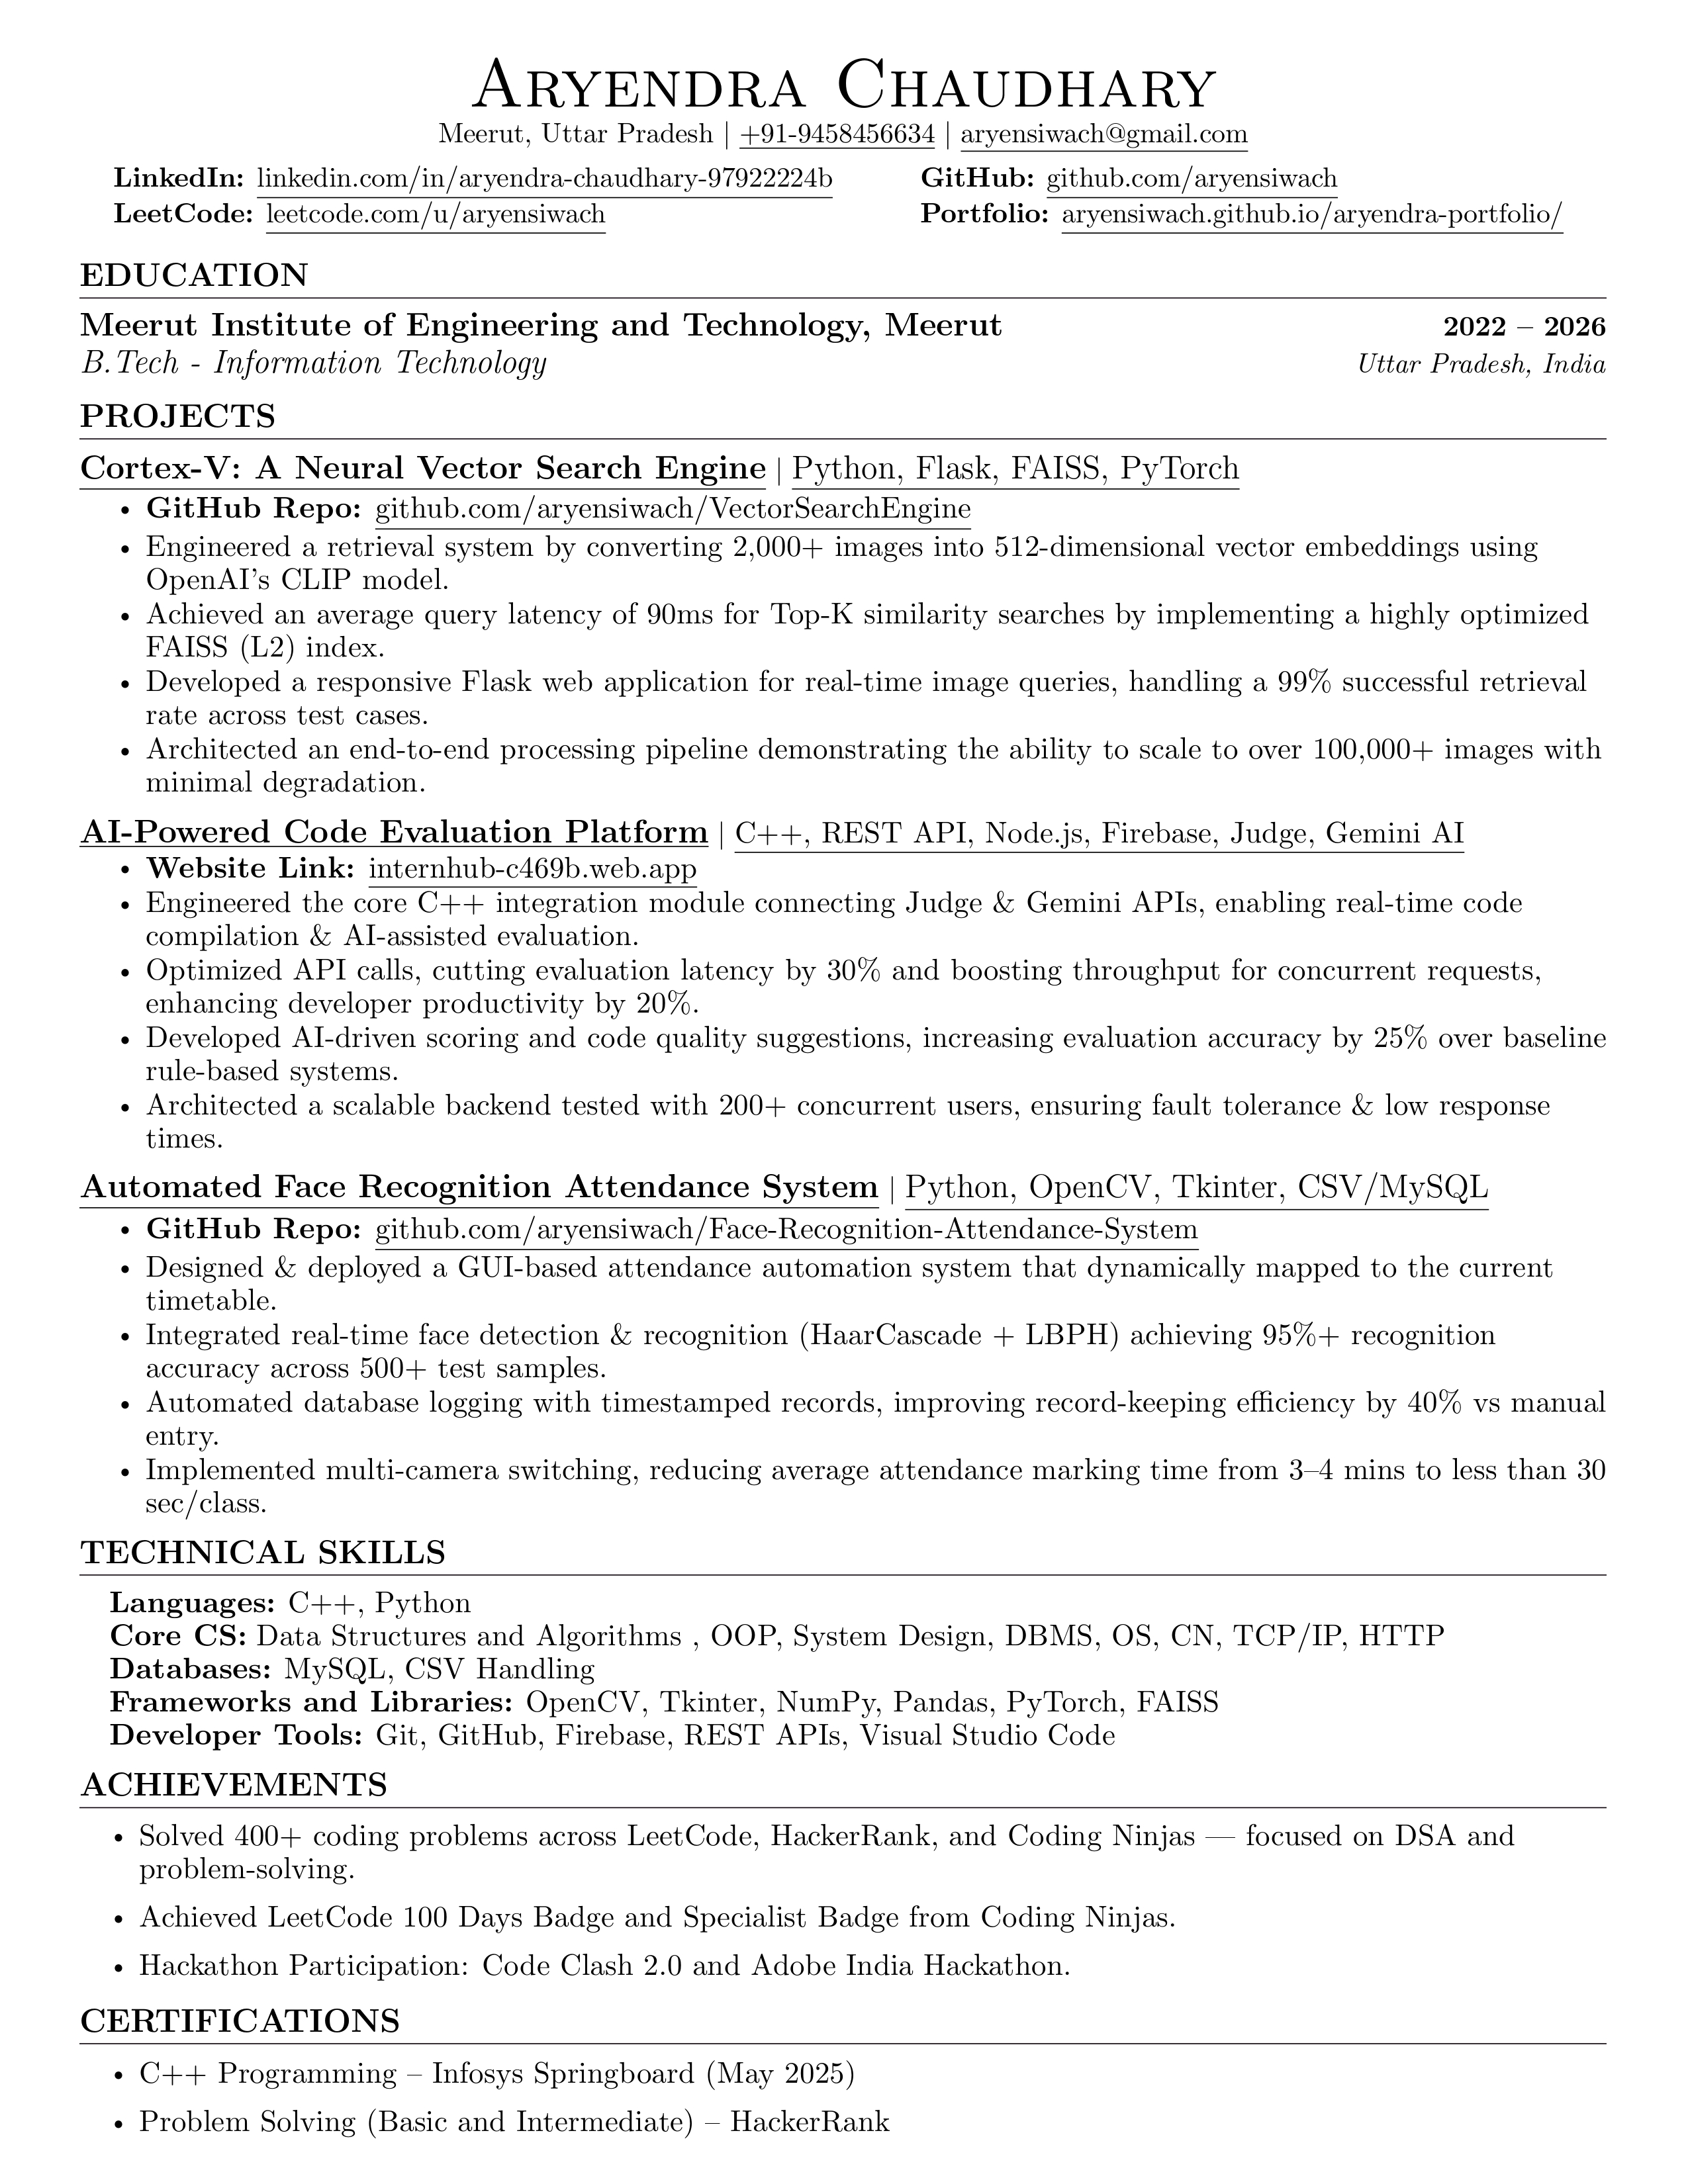 Aryendra Chaudhary
Meerut, Uttar Pradesh | +91-9458456634 | aryensiwach@gmail.com
LinkedIn: linkedin.com/in/aryendra-chaudhary-97922224b GitHub: github.com/aryensiwach
LeetCode: leetcode.com/u/aryensiwach Portfolio: aryensiwach.github.io/aryendra-portfolio/
EDUCATION
Meerut Institute of Engineering and Technology, Meerut 2022 – 2026
B.Tech - Information Technology Uttar Pradesh, India
PROJECTS
Cortex-V: A Neural Vector Search Engine | Python, Flask, FAISS, PyTorch
• GitHub Repo: github.com/aryensiwach/VectorSearchEngine
• Engineered a retrieval system by converting 2,000+ images into 512-dimensional vector embeddings using
OpenAI's CLIP model.
• Achieved an average query latency of 90ms for Top-K similarity searches by implementing a highly optimized
FAISS (L2) index.
• Developed a responsive Flask web application for real-time image queries, handling a 99% successful retrieval
rate across test cases.
• Architected an end-to-end processing pipeline demonstrating the ability to scale to over 100,000+ images with
minimal degradation.
AI-Powered Code Evaluation Platform | C++, REST API, Node.js, Firebase, Judge, Gemini AI
• Website Link: internhub-c469b.web.app
• Engineered the core C++ integration module connecting Judge & Gemini APIs, enabling real-time code
compilation & AI-assisted evaluation.
• Optimized API calls, cutting evaluation latency by 30% and boosting throughput for concurrent requests,
enhancing developer productivity by 20%.
• Developed AI-driven scoring and code quality suggestions, increasing evaluation accuracy by 25% over baseline
rule-based systems.
• Architected a scalable backend tested with 200+ concurrent users, ensuring fault tolerance & low response
times.
Automated Face Recognition Attendance System | Python, OpenCV, Tkinter, CSV/MySQL
• GitHub Repo: github.com/aryensiwach/Face-Recognition-Attendance-System
• Designed & deployed a GUI-based attendance automation system that dynamically mapped to the current
timetable.
• Integrated real-time face detection & recognition (HaarCascade + LBPH) achieving 95%+ recognition
accuracy across 500+ test samples.
• Automated database logging with timestamped records, improving record-keeping efficiency by 40% vs manual
entry.
• Implemented multi-camera switching, reducing average attendance marking time from 3–4 mins to less than 30
sec/class.
TECHNICAL SKILLS
Languages: C++, Python
Core CS: Data Structures and Algorithms , OOP, System Design, DBMS, OS, CN, TCP/IP, HTTP
Databases: MySQL, CSV Handling
Frameworks and Libraries: OpenCV, Tkinter, NumPy, Pandas, PyTorch, FAISS
Developer Tools: Git, GitHub, Firebase, REST APIs, Visual Studio Code
ACHIEVEMENTS
• Solved 400+ coding problems across LeetCode, HackerRank, and Coding Ninjas — focused on DSA and
problem-solving.
• Achieved LeetCode 100 Days Badge and Specialist Badge from Coding Ninjas.
• Hackathon Participation: Code Clash 2.0 and Adobe India Hackathon.
CERTIFICATIONS
• C++ Programming – Infosys Springboard (May 2025)
• Problem Solving (Basic and Intermediate) – HackerRank